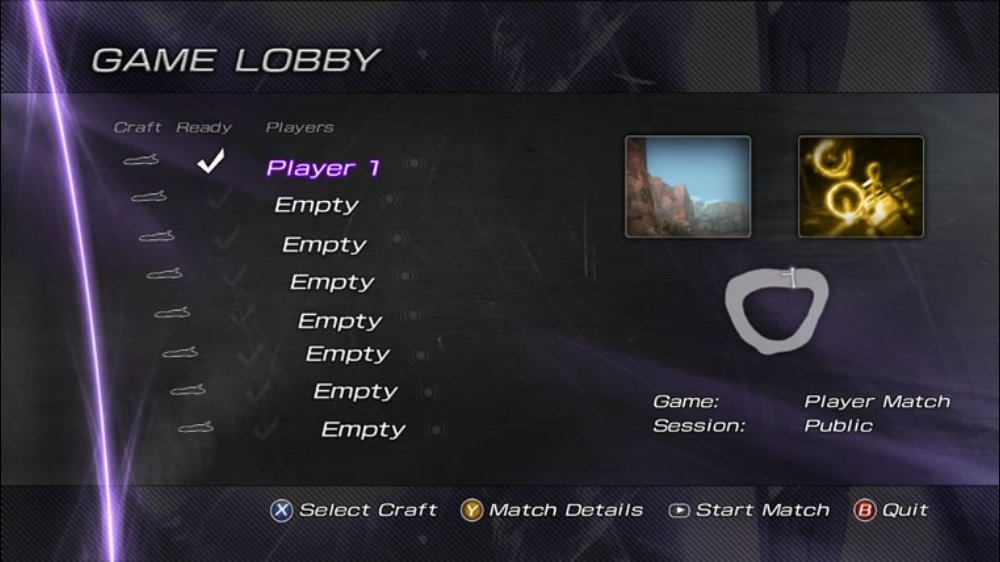 GAME LOBBY
Craft Ready Players
Player 1
Empty
Empty
Empty
Empty
Empty
Empty
Empty
Game: Player Match
Session: Public
X Select Craft Y Match Details Start Match B Quit